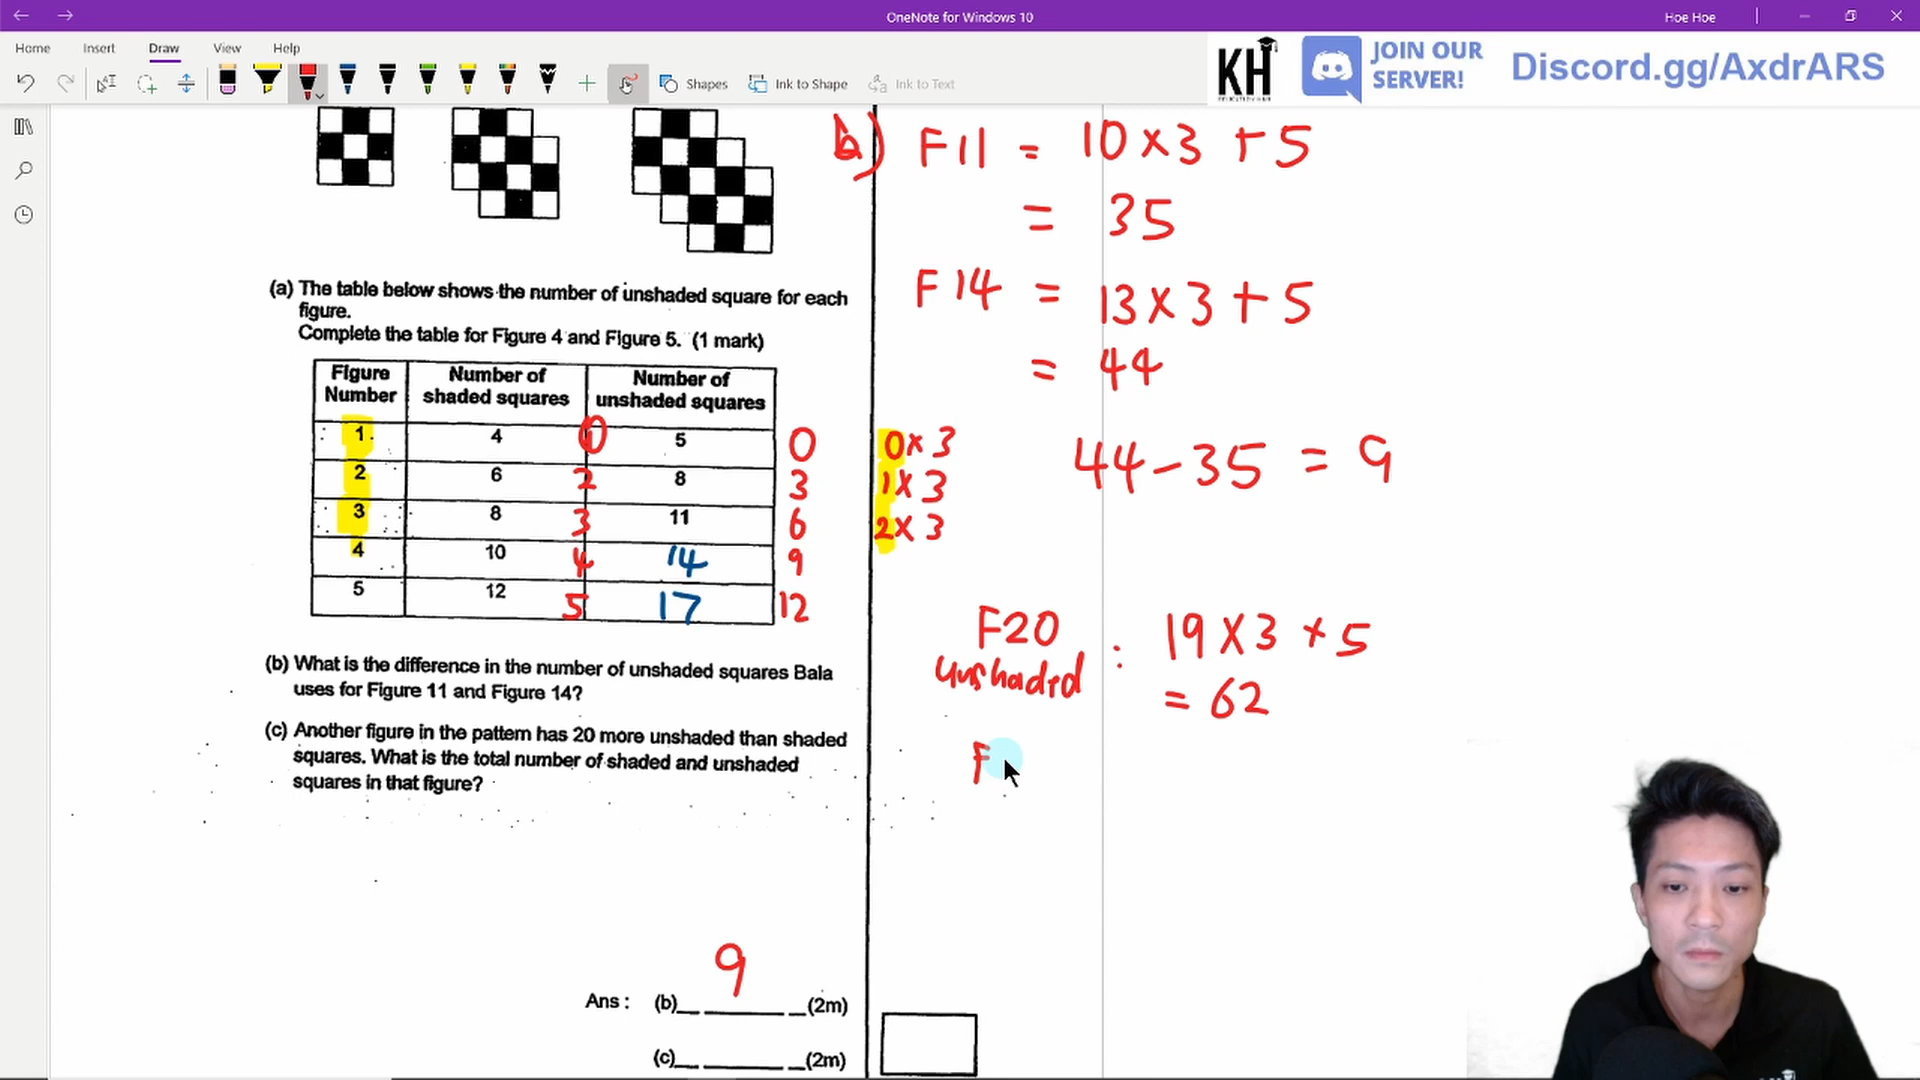 OneNote for Windows 10
Hoe Hoe
Home Insert Draw View Help
Shapes
Ink to Shape
Ink to Text
KH
JOIN OUR
SERVER!
Discord.gg/AxdrARS
(a) The table below shows the number of unshaded square for each
figure.
Complete the table for Figure 4 and Figure 5. (1 mark)
Figure Number | Number of shaded squares | Number of unshaded squares
1 4 0 5 0 0 x 3
2 6 2 8 3 1 x 3
3 8 3 11 6 2 x 3
4 10 4 14 9
5 12 5 17 12
(b) What is the difference in the number of unshaded squares Bala
uses for Figure 11 and Figure 14?
(c) Another figure in the pattern has 20 more unshaded than shaded
squares. What is the total number of shaded and unshaded
squares in that figure?
Ans : (b) 9 (2m)
(c) (2m)
b) F11 = 10 x 3 + 5
= 35
F14 = 13 x 3 + 5
= 44
44 - 35 = 9
F20
unshaded : 19 x 3 + 5
= 62
F